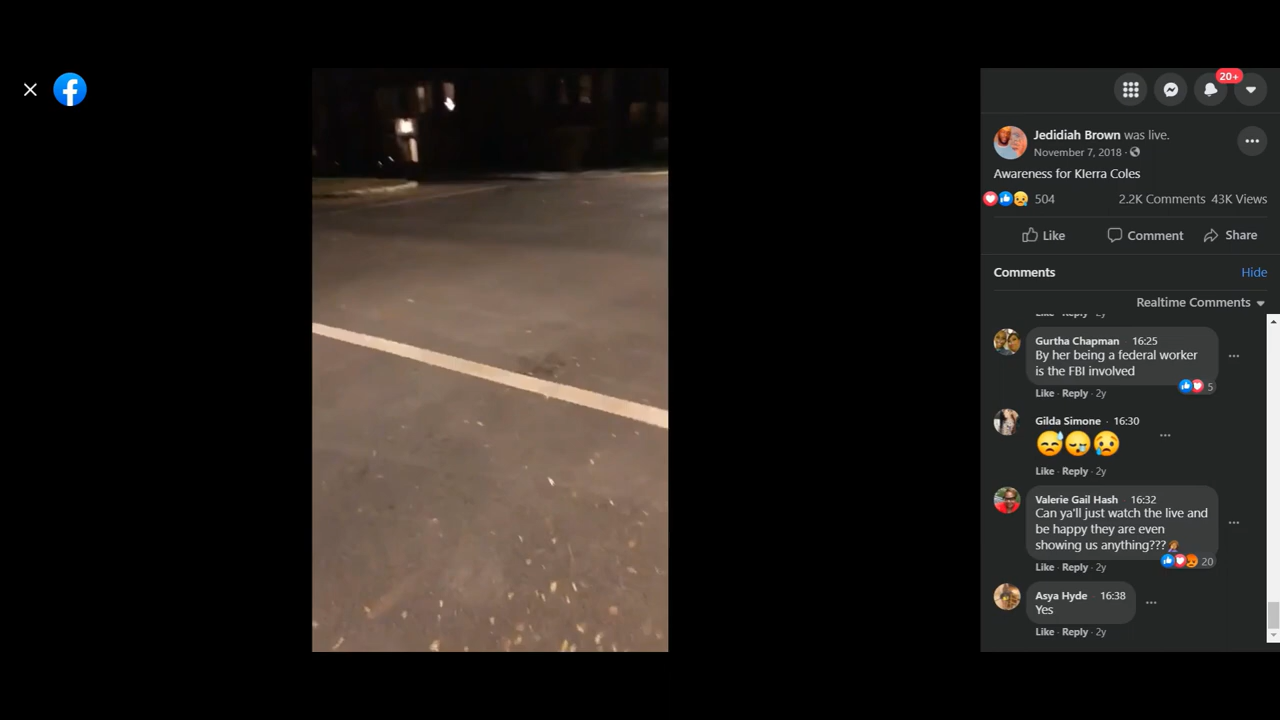 20+
Jedidiah Brown was live.
November 7, 2018 ·
Awareness for KIerra Coles
504
2.2K Comments 43K Views
Like
Comment
Share
Comments
Hide
Realtime Comments
Like · Reply · 2y
Gurtha Chapman · 16:25
By her being a federal worker
is the FBI involved
5
Like · Reply · 2y
Gilda Simone · 16:30
😓😪😢
Like · Reply · 2y
Valerie Gail Hash · 16:32
Can ya'll just watch the live and
be happy they are even
showing us anything???
20
Like · Reply · 2y
Asya Hyde · 16:38
Yes
Like · Reply · 2y